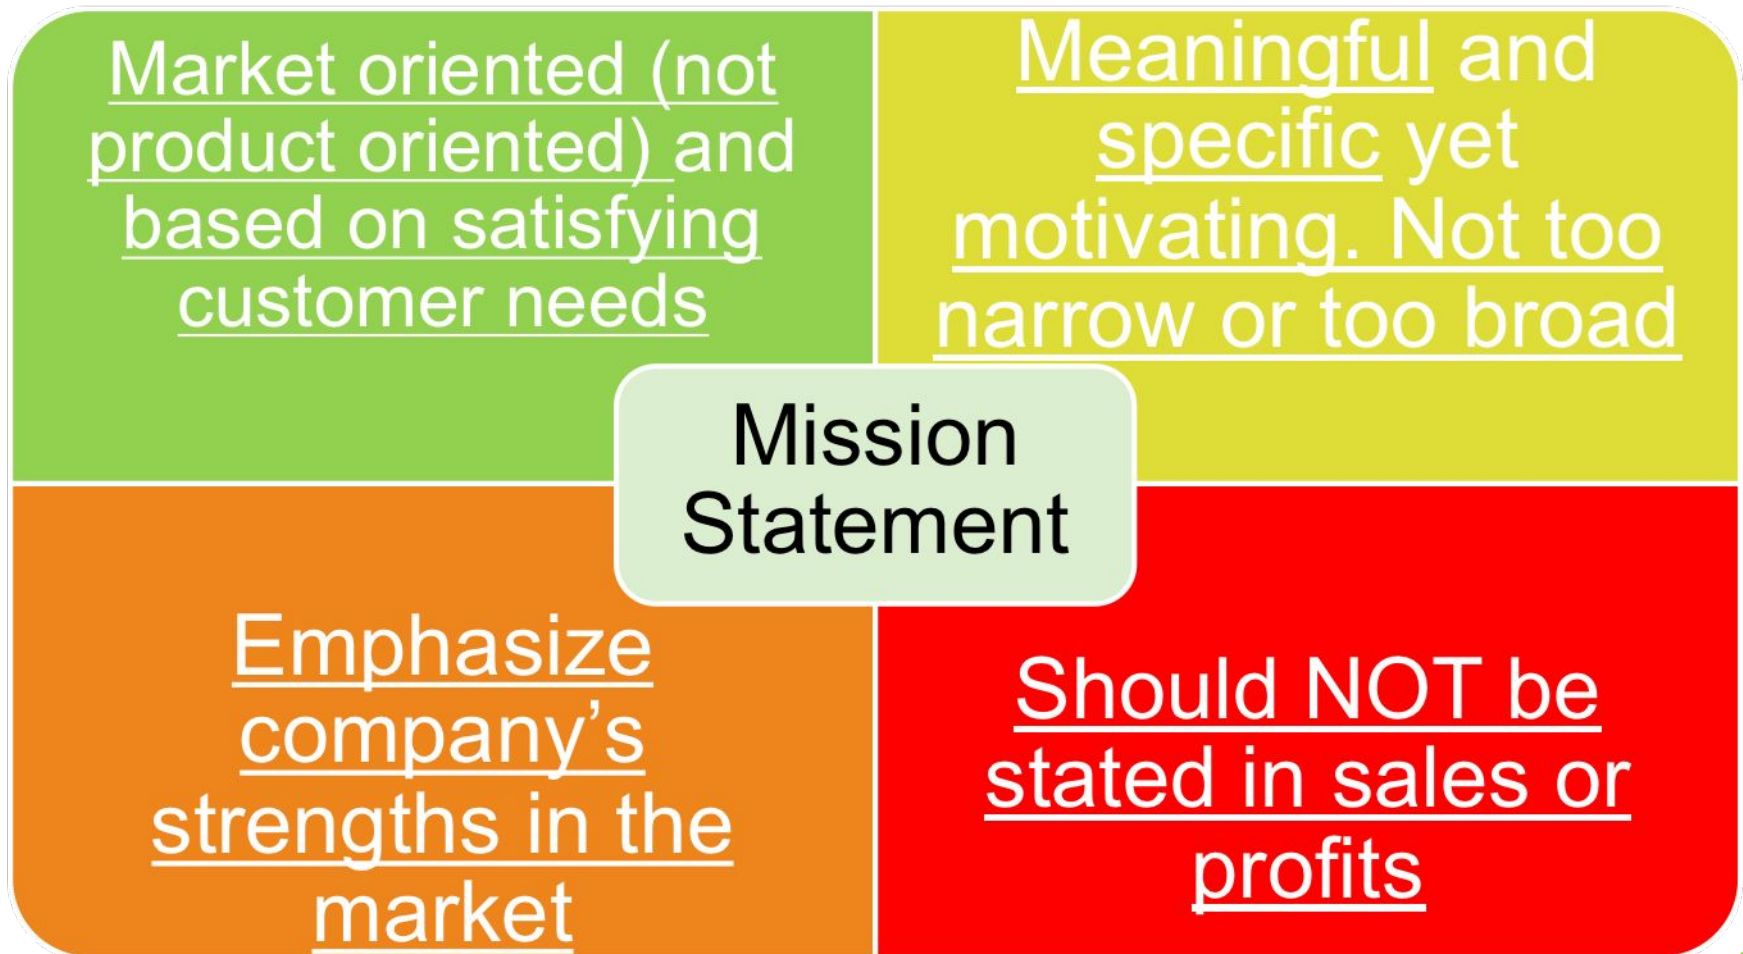 Market oriented (not
product oriented) and
based on satisfying
customer needs
Meaningful and
specific yet
motivating. Not too
narrow or too broad
Mission
Statement
Emphasize
company’s
strengths in the
market
Should NOT be
stated in sales or
profits